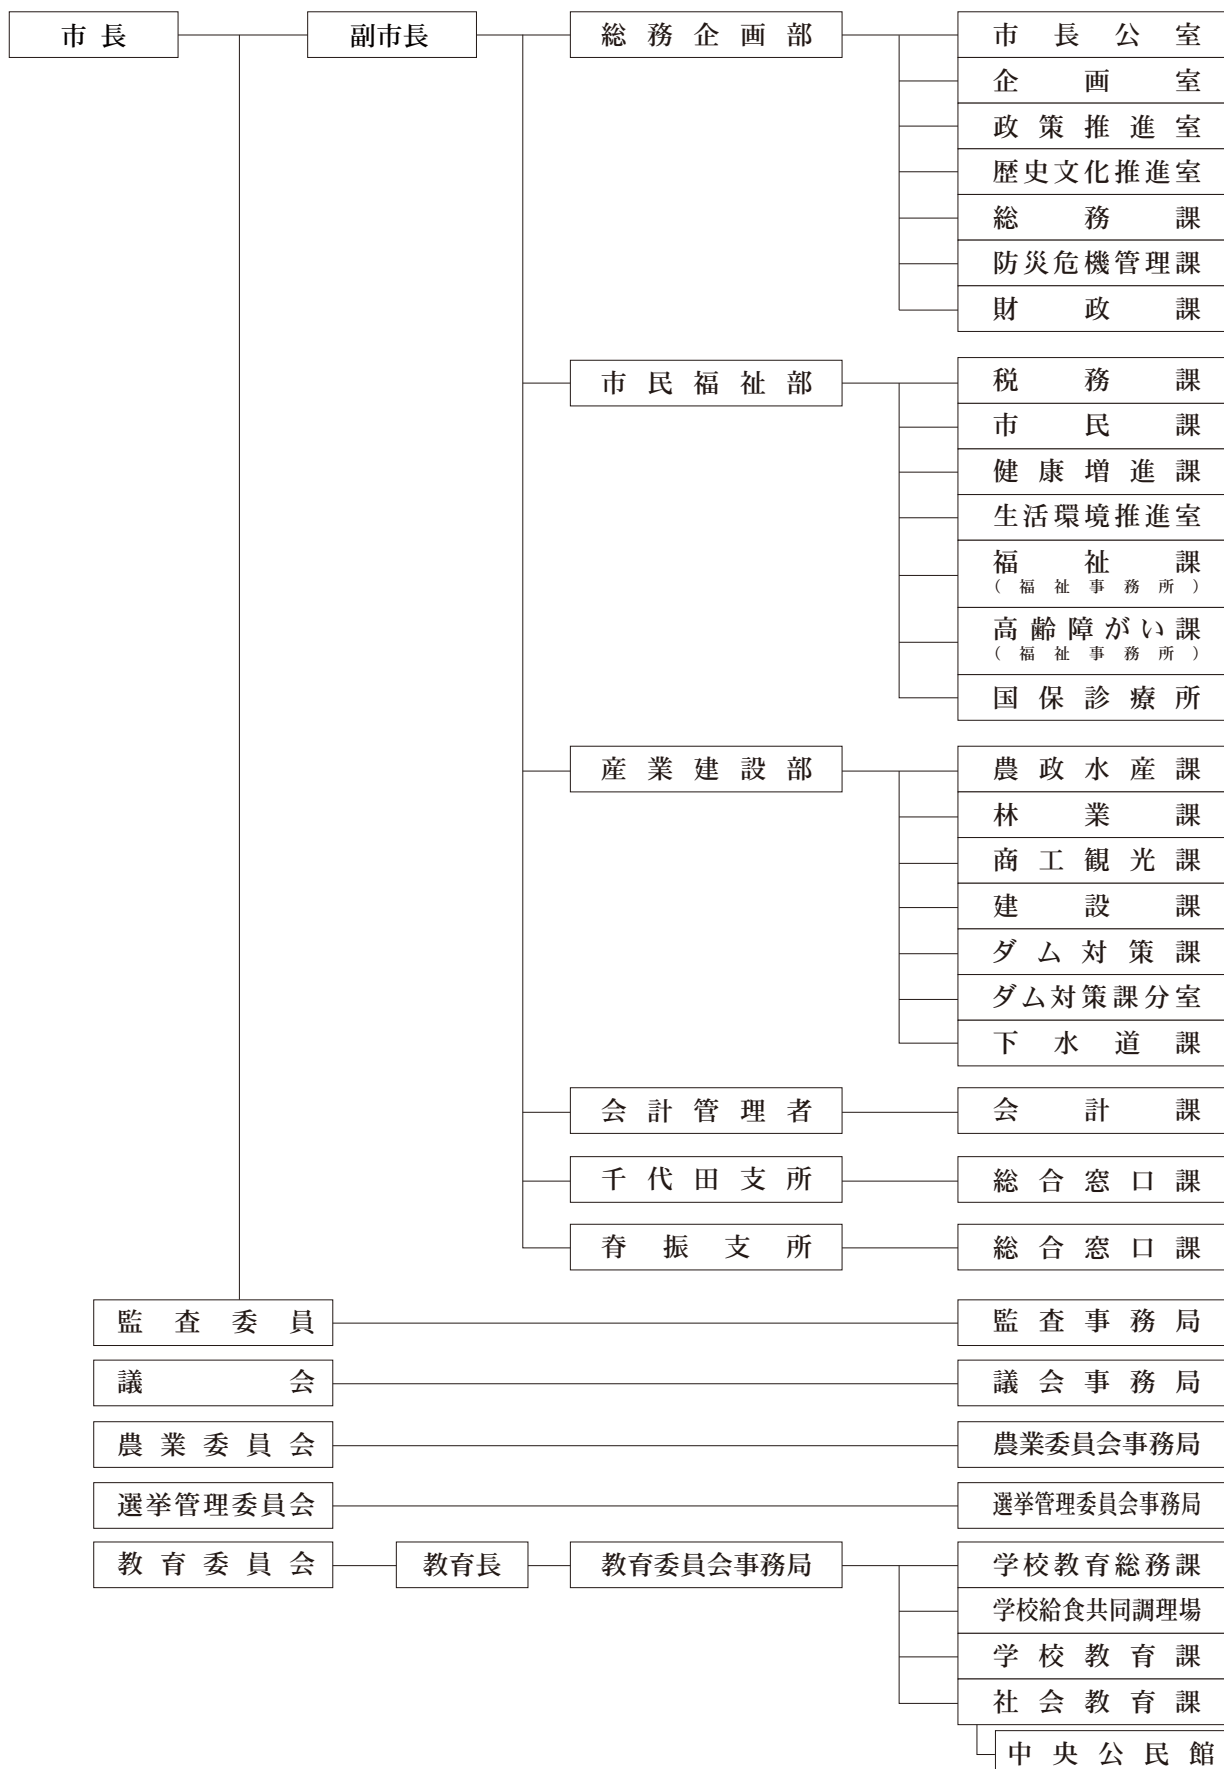 市長 副市長 総務企画部 市長公室
企画室
政策推進室
歴史文化推進室
総務課
防災危機管理課
財政課
市民福祉部 税務課
市民課
健康増進課
生活環境推進室
福祉課
(福祉事務所)
高齢障がい課
(福祉事務所)
国保診療所
産業建設部 農政水産課
林業課
商工観光課
建設課
ダム対策課
ダム対策課分室
下水道課
会計管理者 会計課
千代田支所 総合窓口課
脊振支所 総合窓口課
監査委員 監査事務局
議会 議会事務局
農業委員会 農業委員会事務局
選挙管理委員会 選挙管理委員会事務局
教育委員会 教育長 教育委員会事務局 学校教育総務課
学校給食共同調理場
学校教育課
社会教育課
中央公民館